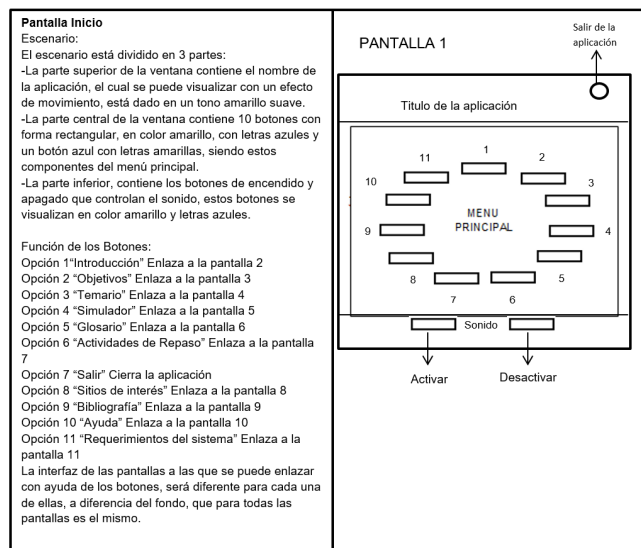 Pantalla Inicio
Escenario:
El escenario está dividido en 3 partes:
-La parte superior de la ventana contiene el nombre de
la aplicación, el cual se puede visualizar con un efecto
de movimiento, está dado en un tono amarillo suave.
-La parte central de la ventana contiene 10 botones con
forma rectangular, en color amarillo, con letras azules y
un botón azul con letras amarillas, siendo estos
componentes del menú principal.
-La parte inferior, contiene los botones de encendido y
apagado que controlan el sonido, estos botones se
visualizan en color amarillo y letras azules.
Función de los Botones:
Opción 1“Introducción” Enlaza a la pantalla 2
Opción 2 “Objetivos” Enlaza a la pantalla 3
Opción 3 “Temario” Enlaza a la pantalla 4
Opción 4 “Simulador” Enlaza a la pantalla 5
Opción 5 “Glosario” Enlaza a la pantalla 6
Opción 6 “Actividades de Repaso” Enlaza a la pantalla
7
Opción 7 “Salir” Cierra la aplicación
Opción 8 “Sitios de interés” Enlaza a la pantalla 8
Opción 9 “Bibliografía” Enlaza a la pantalla 9
Opción 10 “Ayuda” Enlaza a la pantalla 10
Opción 11 “Requerimientos del sistema” Enlaza a la
pantalla 11
La interfaz de las pantallas a las que se puede enlazar
con ayuda de los botones, será diferente para cada una
de ellas, a diferencia del fondo, que para todas las
pantallas es el mismo.
Salir de la
aplicación
PANTALLA 1
Titulo de la aplicación
1
11
2
10
3
MENU
PRINCIPAL
9
4
8
5
7
6
Sonido
Activar
Desactivar